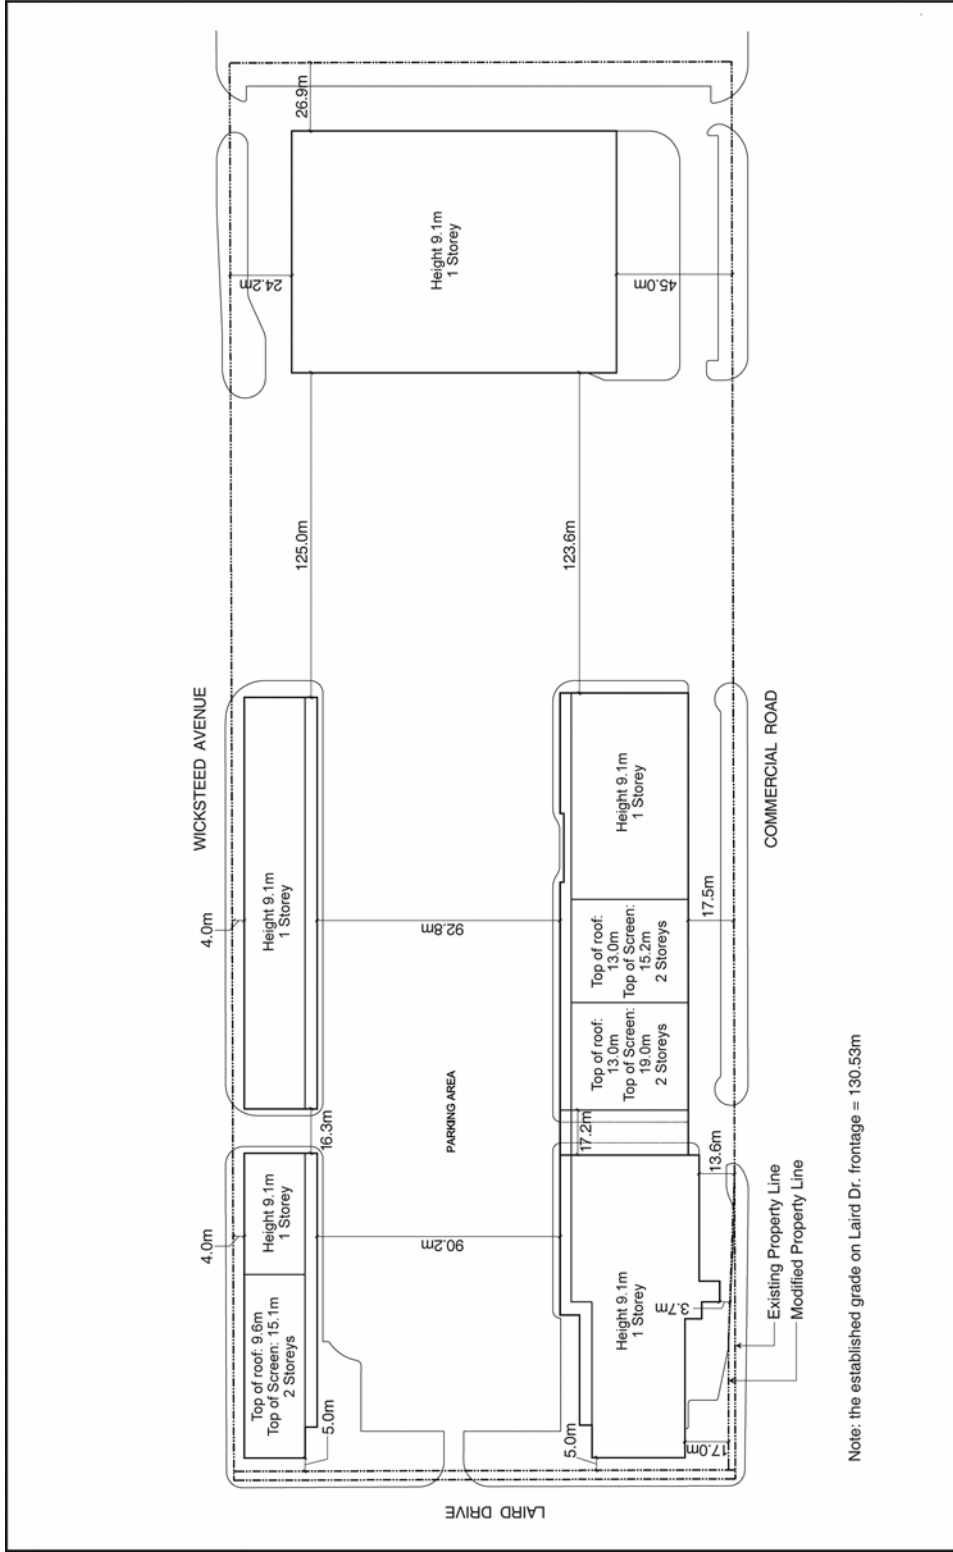 26.9m
24.2m
Height 9.1m
1 Storey
45.0m
125.0m
123.6m
WICKSTEED AVENUE
COMMERCIAL ROAD
4.0m
Height 9.1m
1 Storey
92.8m
Height 9.1m
1 Storey
Top of roof:
13.0m
Top of Screen:
15.2m
2 Storeys
17.5m
Top of roof:
13.0m
Top of Screen:
19.0m
2 Storeys
16.3m
PARKING AREA
17.2m
13.6m
4.0m
Height 9.1m
1 Storey
90.2m
Top of roof: 9.6m
Top of Screen: 15.1m
2 Storeys
Height 9.1m
1 Storey
3.7m
5.0m
5.0m
17.0m
Existing Property Line
Modified Property Line
LAIRD DRIVE
Note: the established grade on Laird Dr. frontage = 130.53m